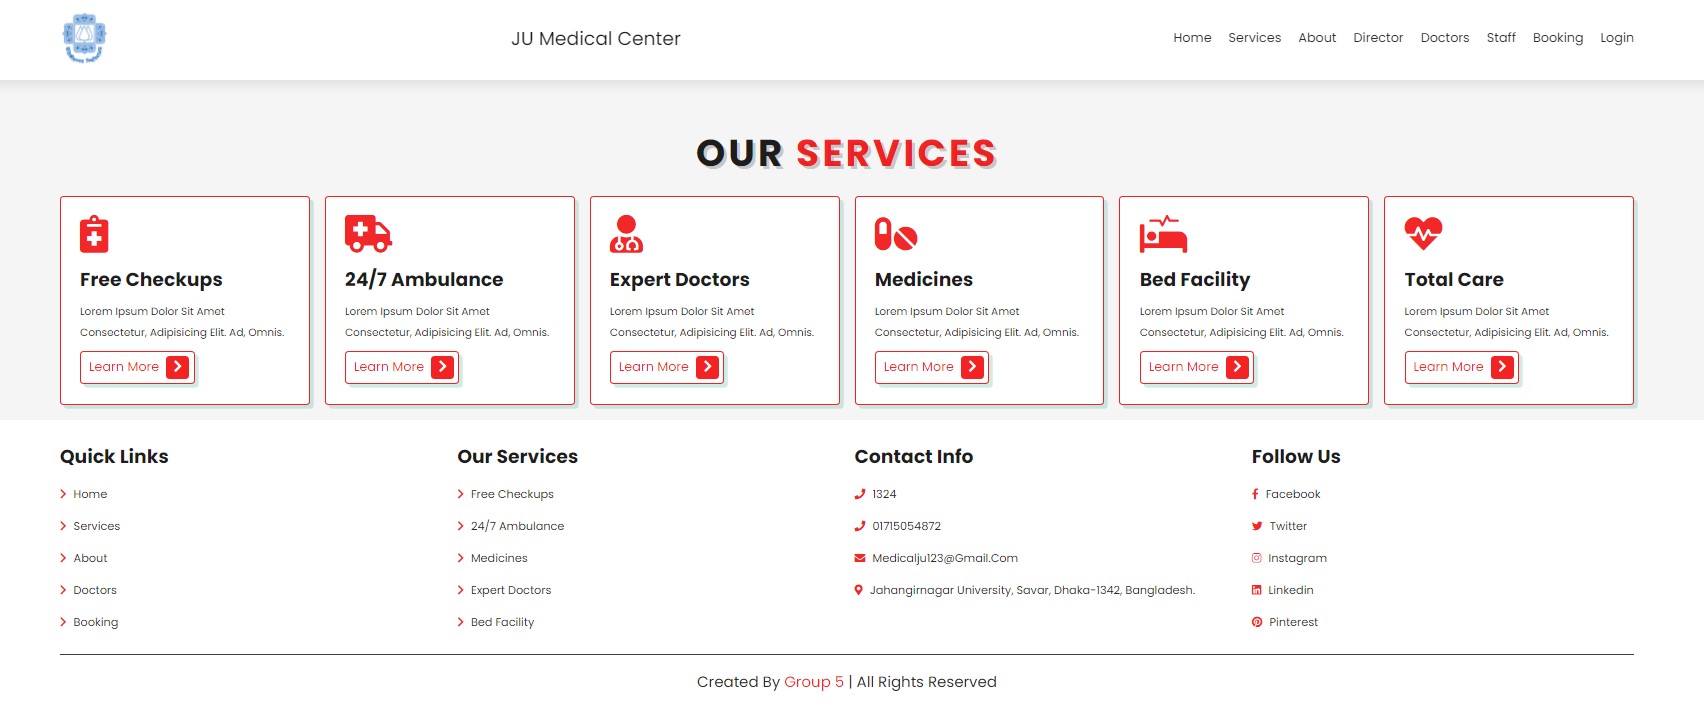 JU Medical Center
Home Services About Director Doctors Staff Booking Login
OUR SERVICES
Free Checkups
Lorem Ipsum Dolor Sit Amet
Consectetur, Adipisicing Elit. Ad, Omnis.
Learn More
24/7 Ambulance
Lorem Ipsum Dolor Sit Amet
Consectetur, Adipisicing Elit. Ad, Omnis.
Learn More
Expert Doctors
Lorem Ipsum Dolor Sit Amet
Consectetur, Adipisicing Elit. Ad, Omnis.
Learn More
Medicines
Lorem Ipsum Dolor Sit Amet
Consectetur, Adipisicing Elit. Ad, Omnis.
Learn More
Bed Facility
Lorem Ipsum Dolor Sit Amet
Consectetur, Adipisicing Elit. Ad, Omnis.
Learn More
Total Care
Lorem Ipsum Dolor Sit Amet
Consectetur, Adipisicing Elit. Ad, Omnis.
Learn More
Quick Links
Home
Services
About
Doctors
Booking
Our Services
Free Checkups
24/7 Ambulance
Medicines
Expert Doctors
Bed Facility
Contact Info
1324
01715054872
Medicalju123@Gmail.Com
Jahangirnagar University, Savar, Dhaka-1342, Bangladesh.
Follow Us
Facebook
Twitter
Instagram
Linkedin
Pinterest
Created By Group 5 | All Rights Reserved